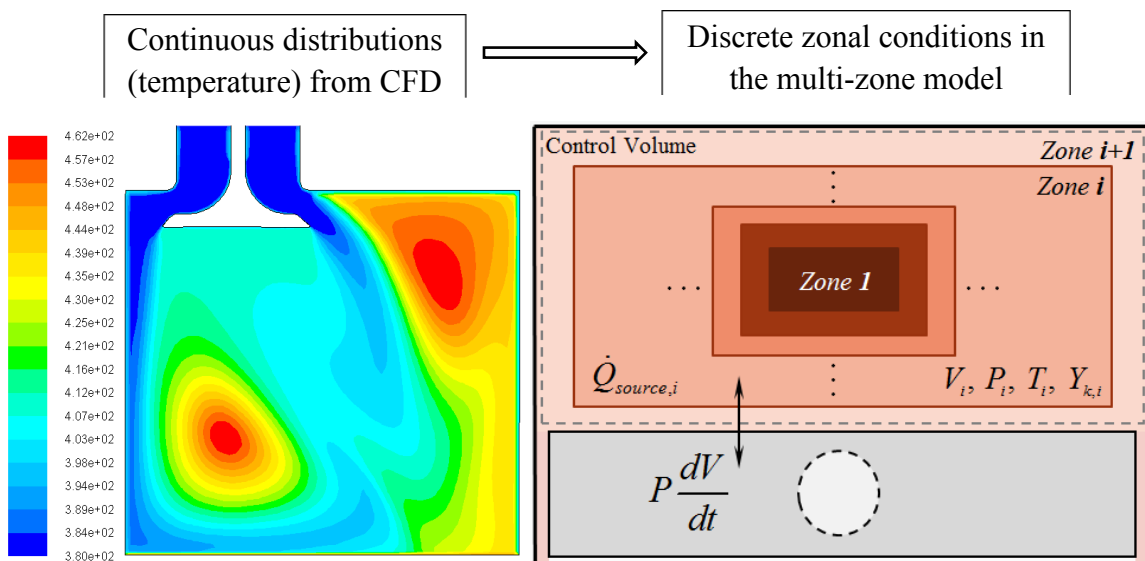 Continuous distributions
(temperature) from CFD
Discrete zonal conditions in
the multi-zone model
4.62e+02
4.57e+02
4.53e+02
4.48e+02
4.44e+02
4.39e+02
4.35e+02
4.30e+02
4.25e+02
4.21e+02
4.16e+02
4.12e+02
4.07e+02
4.03e+02
3.98e+02
3.94e+02
3.89e+02
3.84e+02
3.80e+02
Control Volume
Zone i+1
Zone i
⋮
. . . Zone 1 . . .
⋮
Q̇source,i
Vi, Pi, Ti, Yk,i
P dV/dt